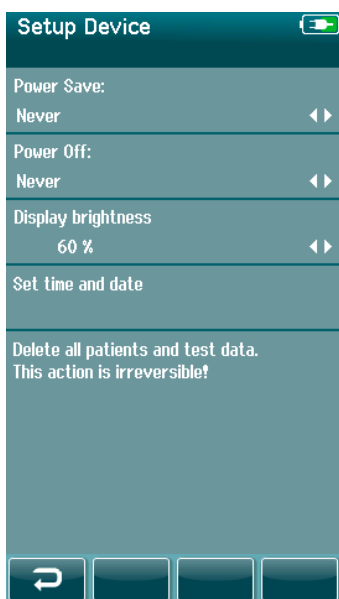 Setup Device
Power Save:
Never
Power Off:
Never
Display brightness
60 %
Set time and date
Delete all patients and test data.
This action is irreversible!